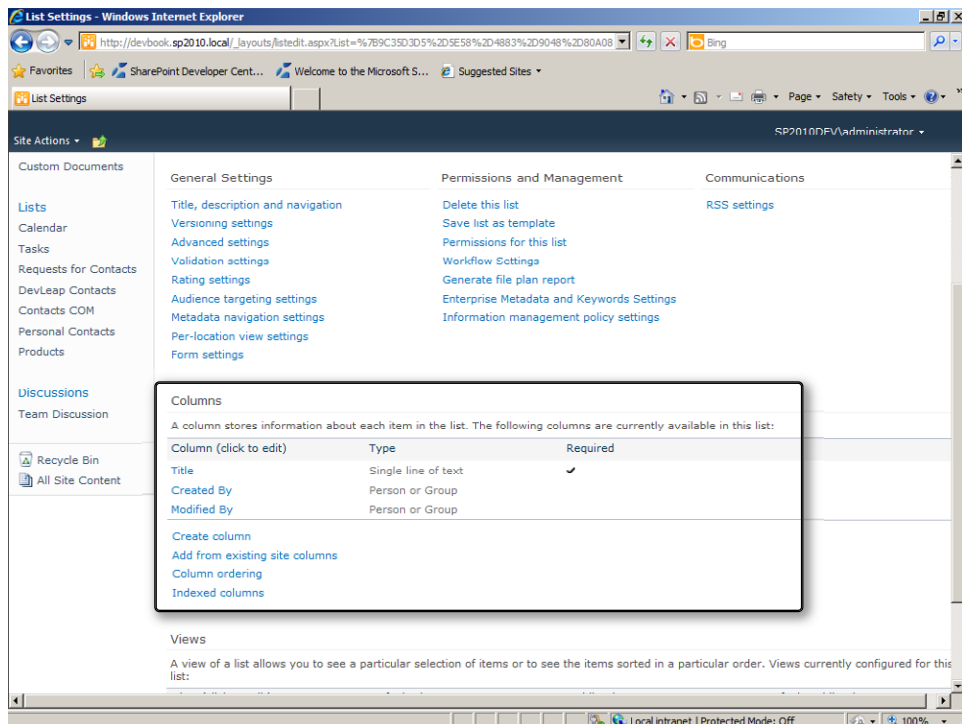 List Settings - Windows Internet Explorer
http://devbook.sp2010.local/_layouts/listedit.aspx?List=%7B9C35D3D5%2D5E58%2D4883%2D9048%2D80A08
Bing
Favorites SharePoint Developer Cent... Welcome to the Microsoft S... Suggested Sites
List Settings
Page Safety Tools
Site Actions
SP2010DEV\administrator
Custom Documents
Lists
Calendar
Tasks
Requests for Contacts
DevLeap Contacts
Contacts COM
Personal Contacts
Products
Discussions
Team Discussion
Recycle Bin
All Site Content
General Settings
Title, description and navigation
Versioning settings
Advanced settings
Validation settings
Rating settings
Audience targeting settings
Metadata navigation settings
Per-location view settings
Form settings
Permissions and Management
Delete this list
Save list as template
Permissions for this list
Workflow Settings
Generate file plan report
Enterprise Metadata and Keywords Settings
Information management policy settings
Communications
RSS settings
Columns
A column stores information about each item in the list. The following columns are currently available in this list:
Column (click to edit) Type Required
Title Single line of text ✓
Created By Person or Group
Modified By Person or Group
Create column
Add from existing site columns
Column ordering
Indexed columns
Views
A view of a list allows you to see a particular selection of items or to see the items sorted in a particular order. Views currently configured for this
list:
Local intranet | Protected Mode: Off
100%